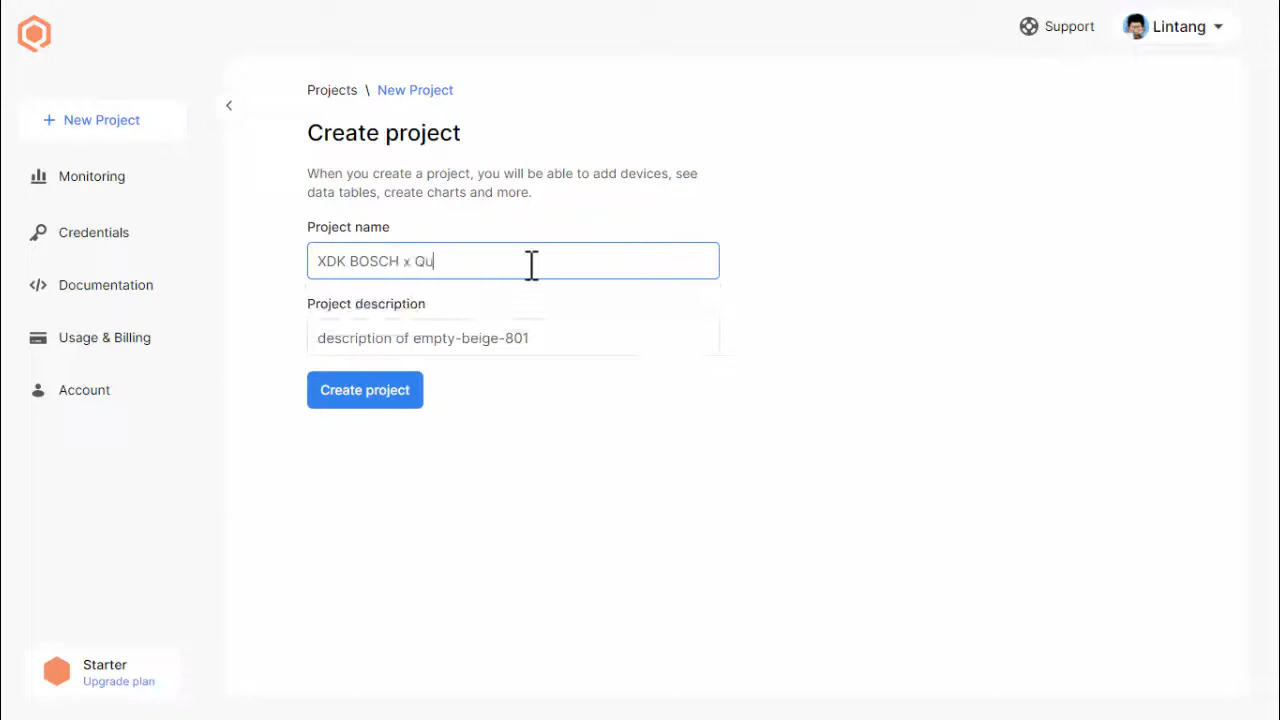 Support
Lintang
Projects \ New Project
+ New Project
Create project
Monitoring
When you create a project, you will be able to add devices, see
data tables, create charts and more.
Credentials
Project name
XDK BOSCH x Qu
Documentation
Project description
Usage & Billing
description of empty-beige-801
Account
Create project
Starter
Upgrade plan